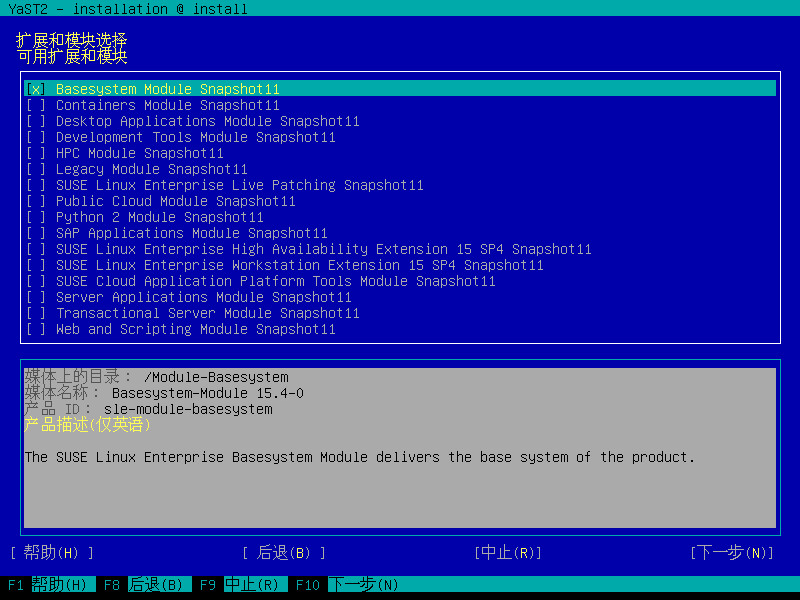 YaST2 - installation @ install
扩展和模块选择
可用扩展和模块
[x] Basesystem Module Snapshot11
[ ] Containers Module Snapshot11
[ ] Desktop Applications Module Snapshot11
[ ] Development Tools Module Snapshot11
[ ] HPC Module Snapshot11
[ ] Legacy Module Snapshot11
[ ] SUSE Linux Enterprise Live Patching Snapshot11
[ ] Public Cloud Module Snapshot11
[ ] Python 2 Module Snapshot11
[ ] SAP Applications Module Snapshot11
[ ] SUSE Linux Enterprise High Availability Extension 15 SP4 Snapshot11
[ ] SUSE Linux Enterprise Workstation Extension 15 SP4 Snapshot11
[ ] SUSE Cloud Application Platform Tools Module Snapshot11
[ ] Server Applications Module Snapshot11
[ ] Transactional Server Module Snapshot11
[ ] Web and Scripting Module Snapshot11
媒体上的目录： /Module-Basesystem
媒体名称： Basesystem-Module 15.4-0
产品 ID： sle-module-basesystem
产品描述(仅英语)
The SUSE Linux Enterprise Basesystem Module delivers the base system of the product.
[ 帮助(H) ] [ 后退(B) ] [中止(R)] [下一步(N)]
F1 帮助(H) F8 后退(B) F9 中止(R) F10 下一步(N)